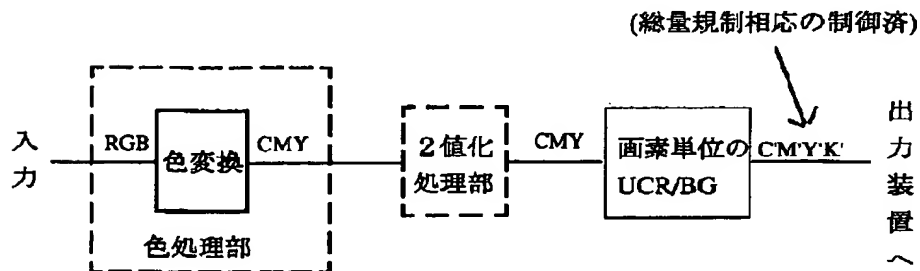 (総量規制相応の制御済)
入力
RGB
色変換
CMY
色処理部
2値化
処理部
CMY
画素単位の
UCR/BG
C'M'Y'K'
出力装置へ